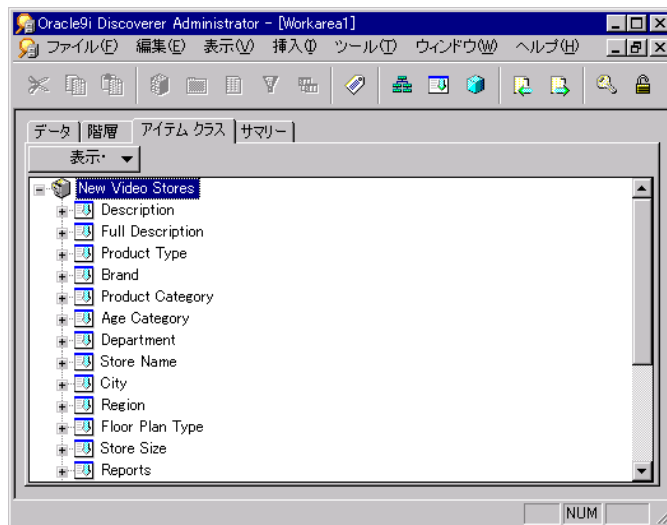 Oracle9i Discoverer Administrator - [Workarea1]
ファイル(F) 編集(E) 表示(V) 挿入(I) ツール(T) ウィンドウ(W) ヘルプ(H)
データ 階層 アイテム クラス サマリー
表示・
New Video Stores
Description
Full Description
Product Type
Brand
Product Category
Age Category
Department
Store Name
City
Region
Floor Plan Type
Store Size
Reports
NUM